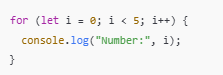 for (let i = 0; i < 5; i++) {
  console.log("Number:", i);
}